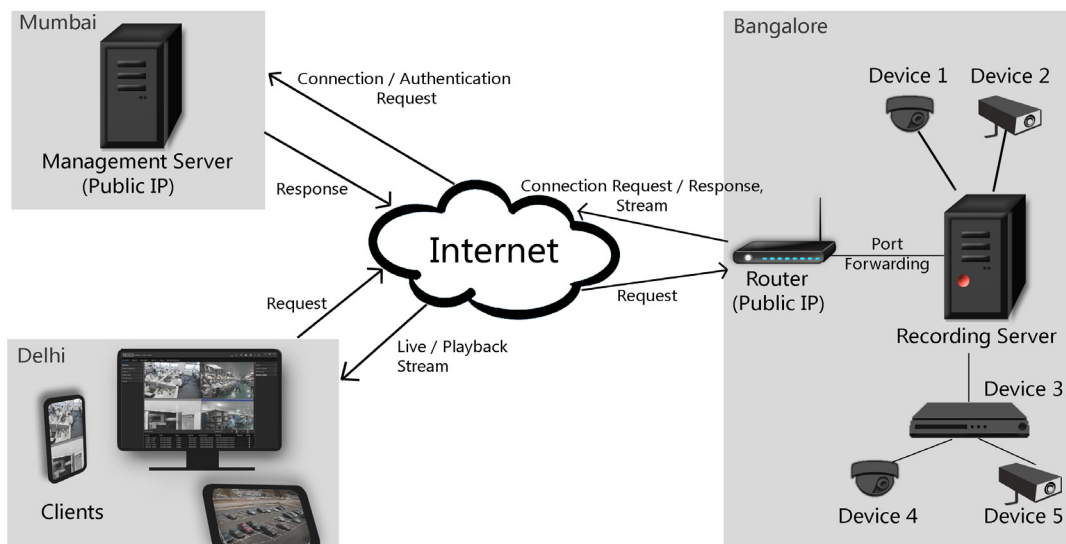 Mumbai
Management Server
(Public IP)
Connection / Authentication
Request
Response
Internet
Request
Live / Playback
Stream
Delhi
Clients
Bangalore
Device 1
Device 2
Connection Request / Response,
Stream
Request
Router
(Public IP)
Port
Forwarding
Recording Server
Device 3
Device 4
Device 5